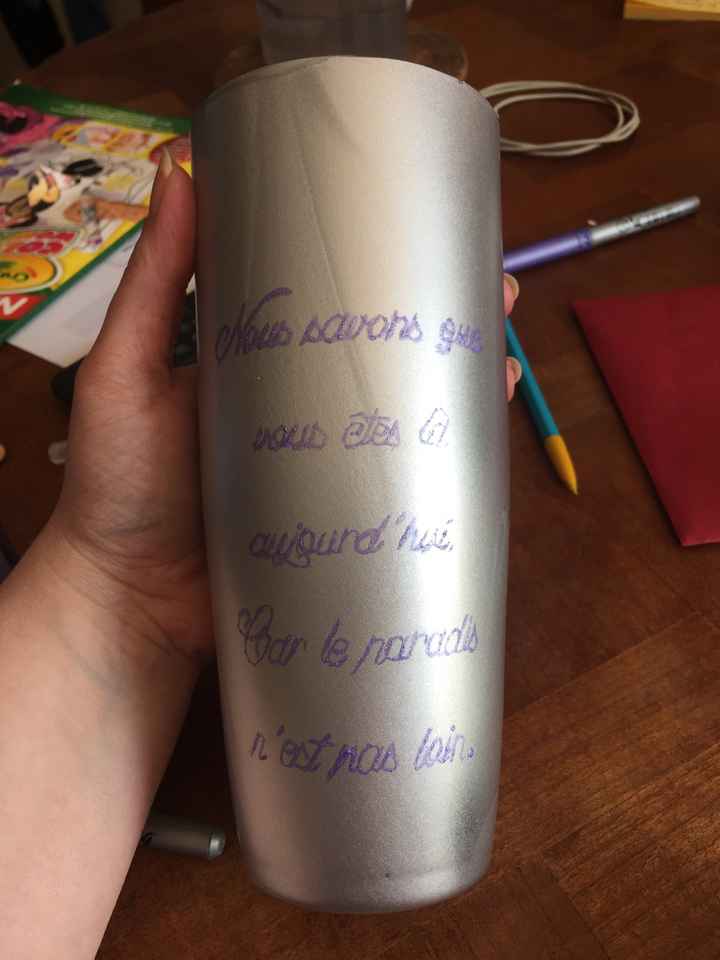 Nous savons que
vous êtes là
aujourd'hui.
Car le paradis
n'est pas loin.